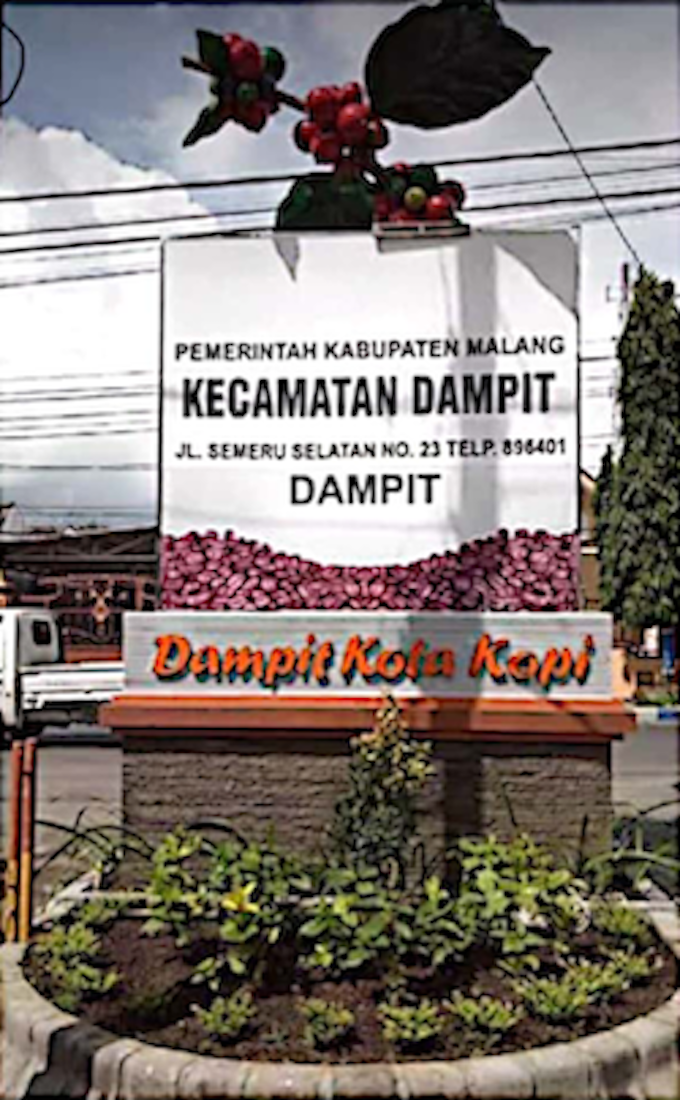 PEMERINTAH KABUPATEN MALANG
KECAMATAN DAMPIT
JL. SEMERU SELATAN NO. 23 TELP. 896401
DAMPIT
Dampit Kota Kopi